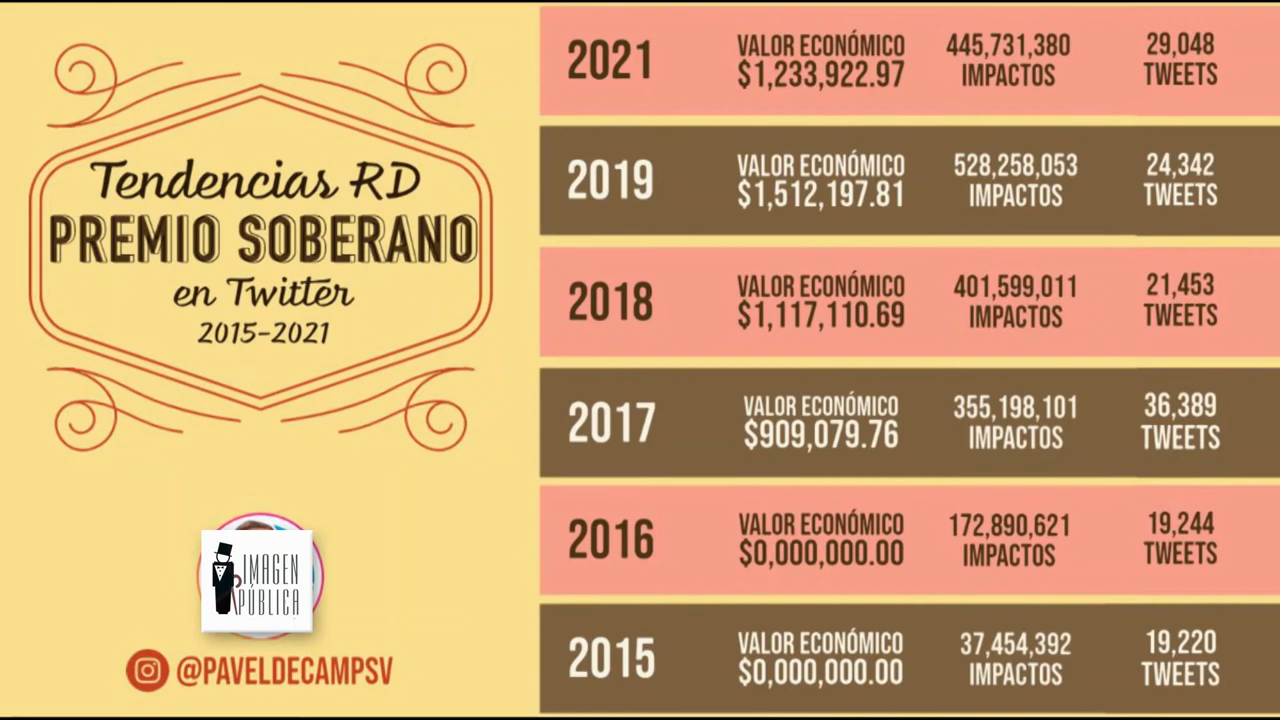 Tendencias RD
PREMIO SOBERANO
en Twitter
2015-2021
IMAGEN
PÚBLICA
@PAVELDECAMPSV
2021
VALOR ECONÓMICO
$1,233,922.97
445,731,380
IMPACTOS
29,048
TWEETS
2019
VALOR ECONÓMICO
$1,512,197.81
528,258,053
IMPACTOS
24,342
TWEETS
2018
VALOR ECONÓMICO
$1,117,110.69
401,599,011
IMPACTOS
21,453
TWEETS
2017
VALOR ECONÓMICO
$909,079.76
355,198,101
IMPACTOS
36,389
TWEETS
2016
VALOR ECONÓMICO
$0,000,000.00
172,890,621
IMPACTOS
19,244
TWEETS
2015
VALOR ECONÓMICO
$0,000,000.00
37,454,392
IMPACTOS
19,220
TWEETS